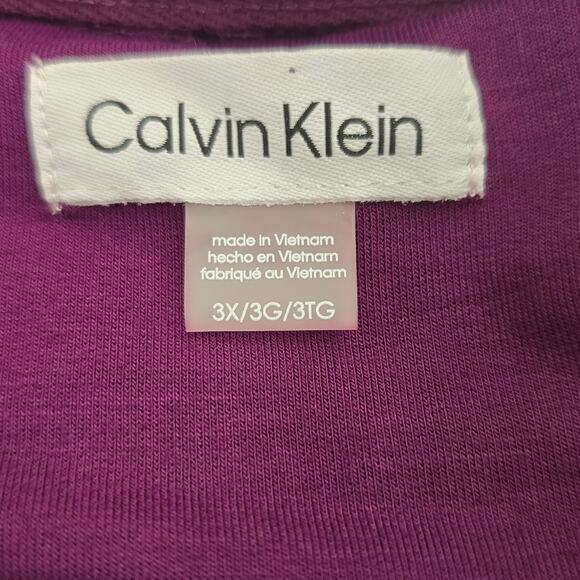 Calvin Klein
made in Vietnam
hecho en Vietnam
fabriqué au Vietnam
3X/3G/3TG